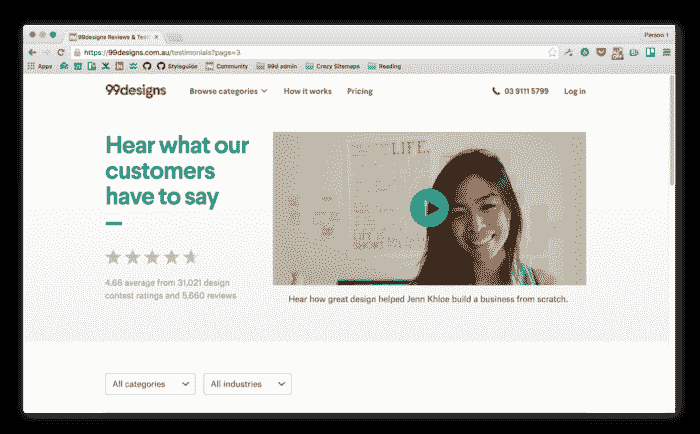 99designs Reviews & Test
Person 1
https://99designs.com.au/testimonials?page=3
Apps
Styleguide
Community
99d admin
Crazy Sitemaps
Reading
99designs
Browse categories
How it works
Pricing
03 9111 5799
Log in
Hear what our
customers
have to say
LIFE.
4.66 average from 31,021 design
contest ratings and 5,660 reviews
Hear how great design helped Jenn Khloe build a business from scratch.
All categories
All industries